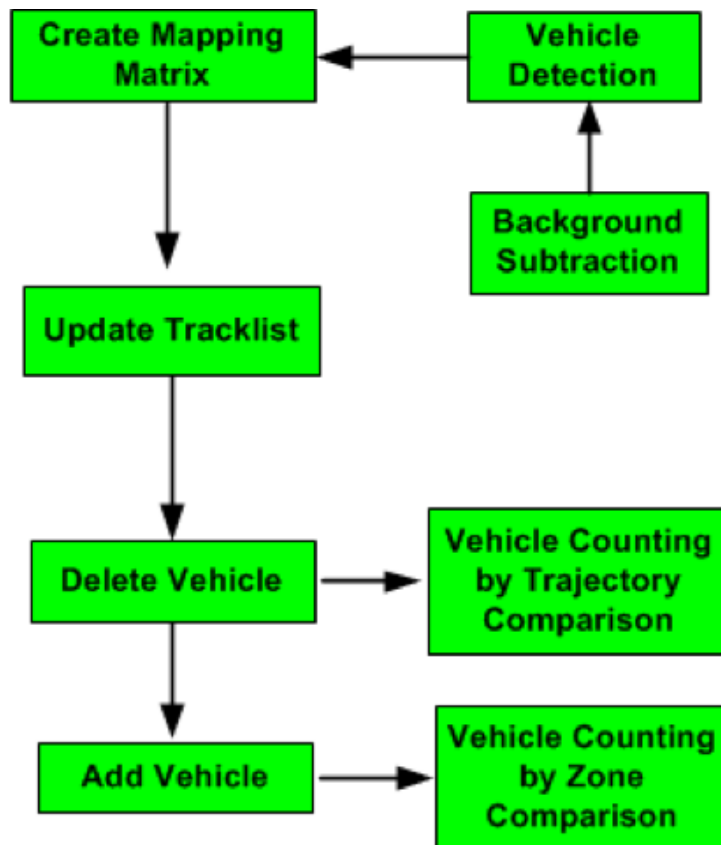 Create Mapping
Matrix
Vehicle
Detection
Background
Subtraction
Update Tracklist
Delete Vehicle
Vehicle Counting
by Trajectory
Comparison
Add Vehicle
Vehicle Counting
by Zone
Comparison